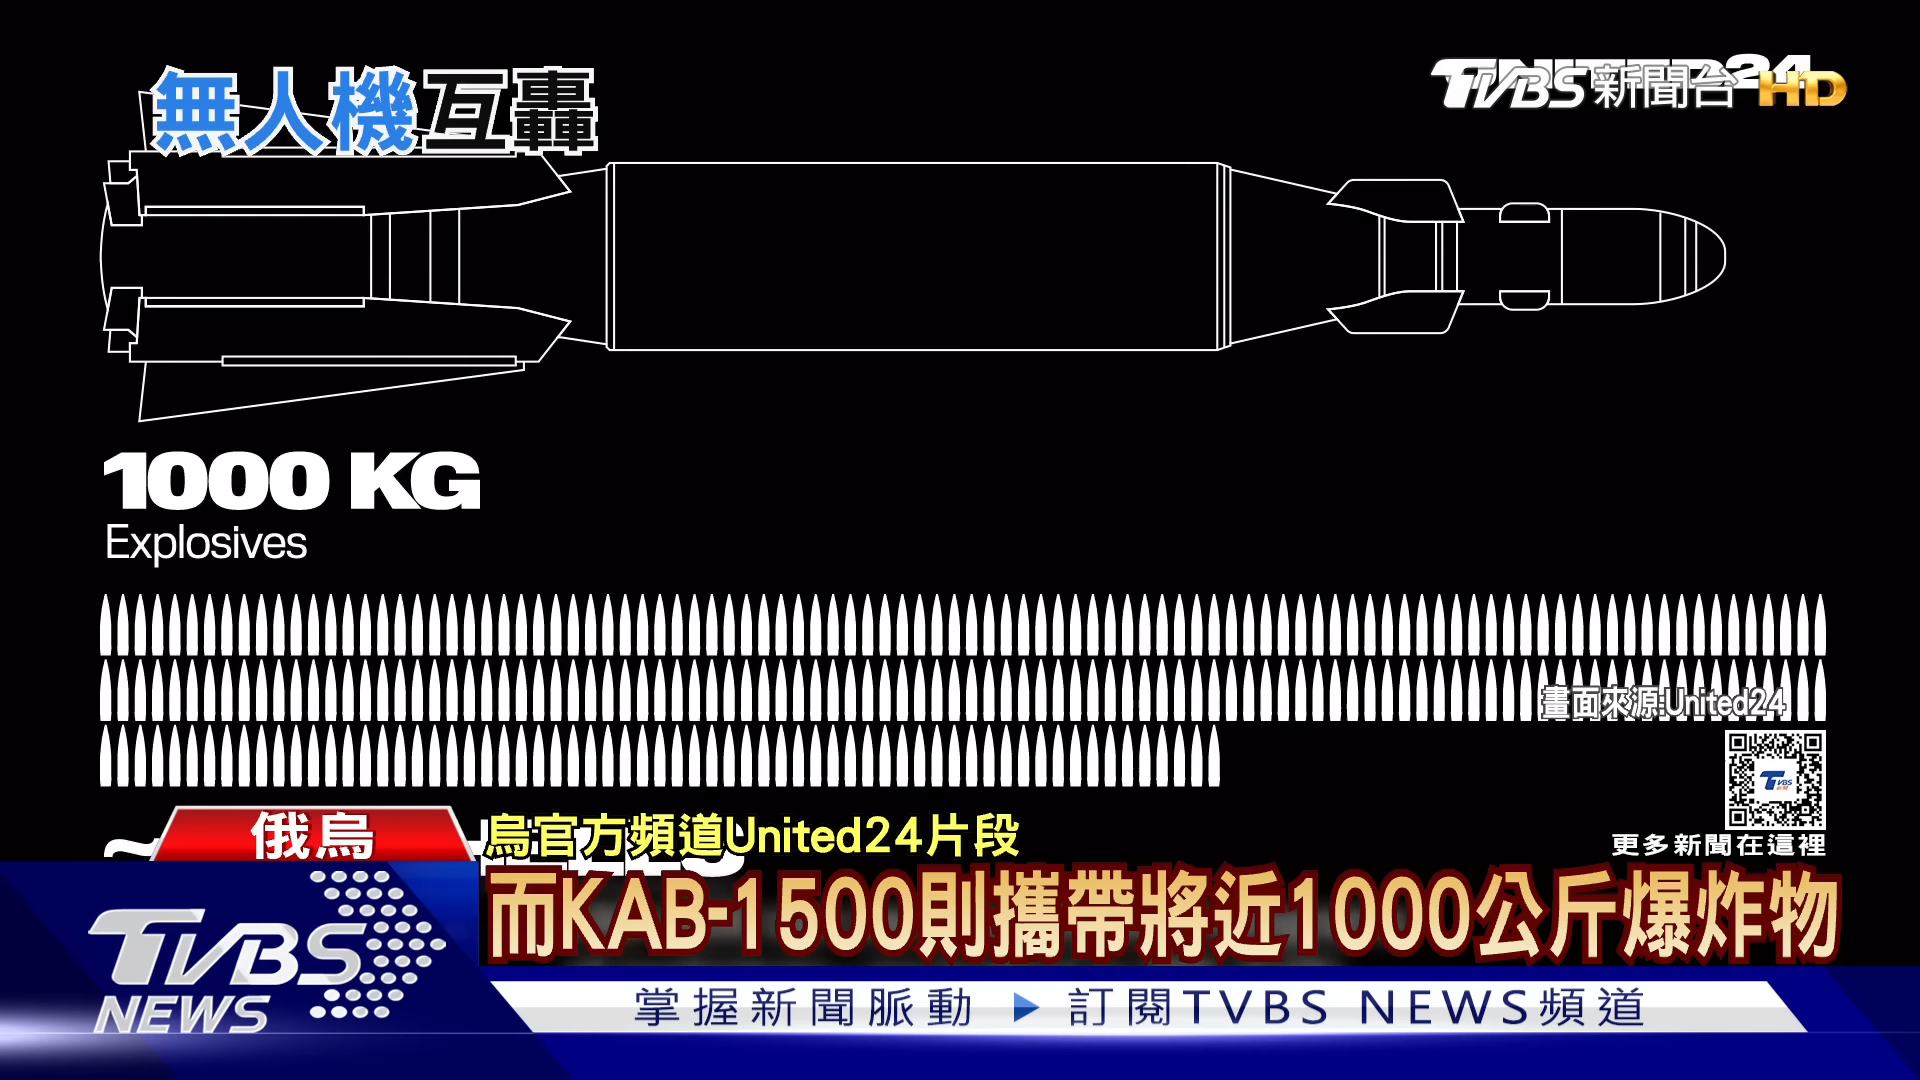 無人機互轟
TVBS新聞台HD
1000 KG
Explosives
畫面來源:United24
更多新聞在這裡
俄烏
烏官方頻道United24片段
而KAB-1500則攜帶將近1000公斤爆炸物
TVBS
NEWS
掌握新聞脈動 ▶ 訂閱TVBS NEWS頻道